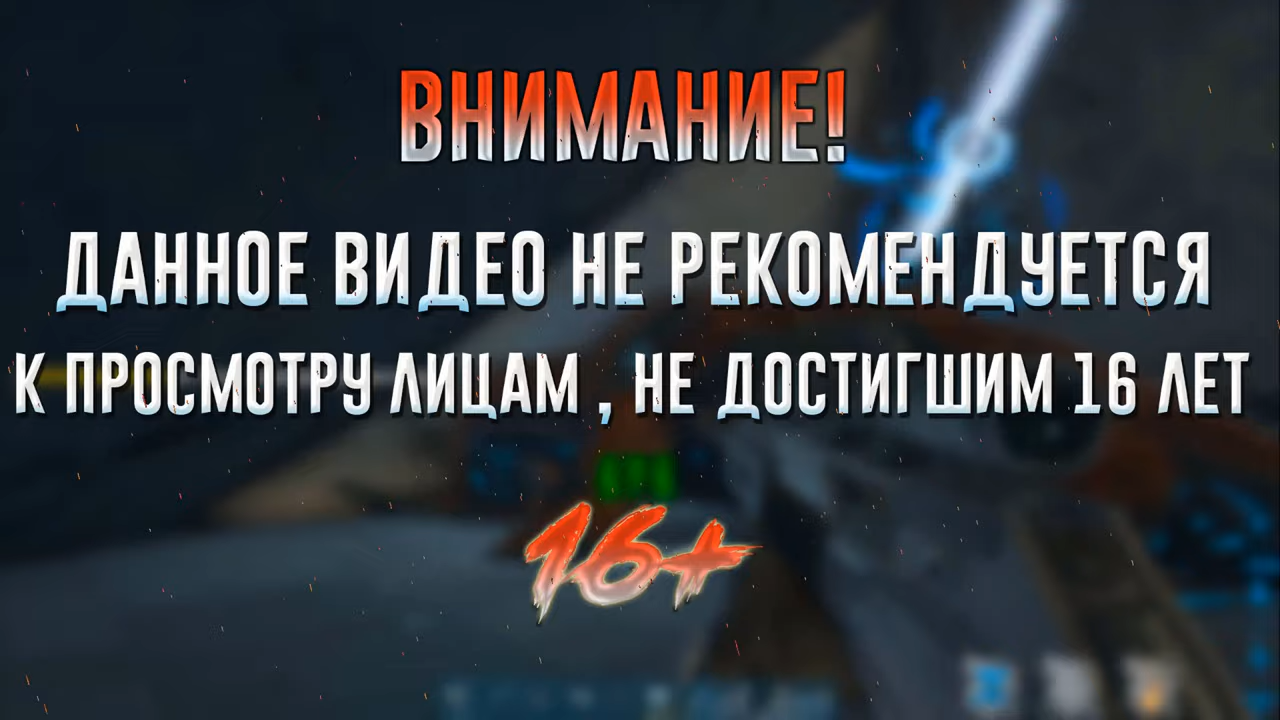 ВНИМАНИЕ!
ДАННОЕ ВИДЕО НЕ РЕКОМЕНДУЕТСЯ
К ПРОСМОТРУ ЛИЦАМ , НЕ ДОСТИГШИМ 16 ЛЕТ
16+